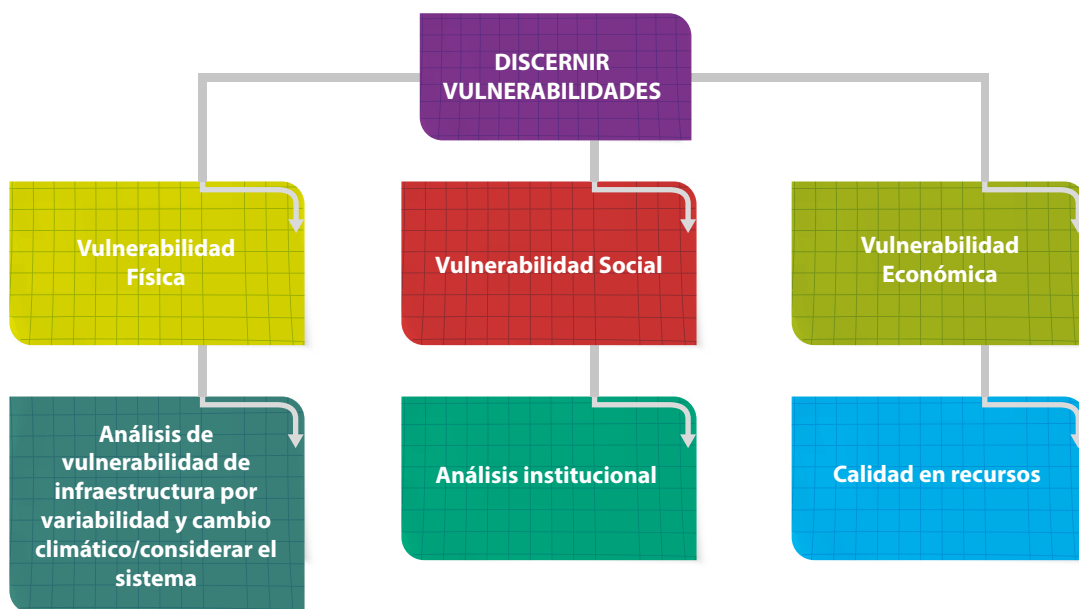 DISCERNIR
VULNERABILIDADES
Vulnerabilidad
Física
Vulnerabilidad Social
Vulnerabilidad
Económica
Análisis de
vulnerabilidad de
infraestructura por
variabilidad y cambio
climático/considerar el
sistema
Análisis institucional
Calidad en recursos